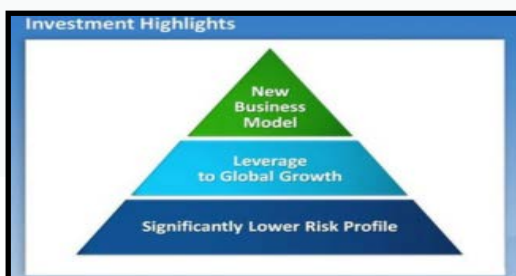 Investment Highlights
New
Business
Model
Leverage
to Global Growth
Significantly Lower Risk Profile